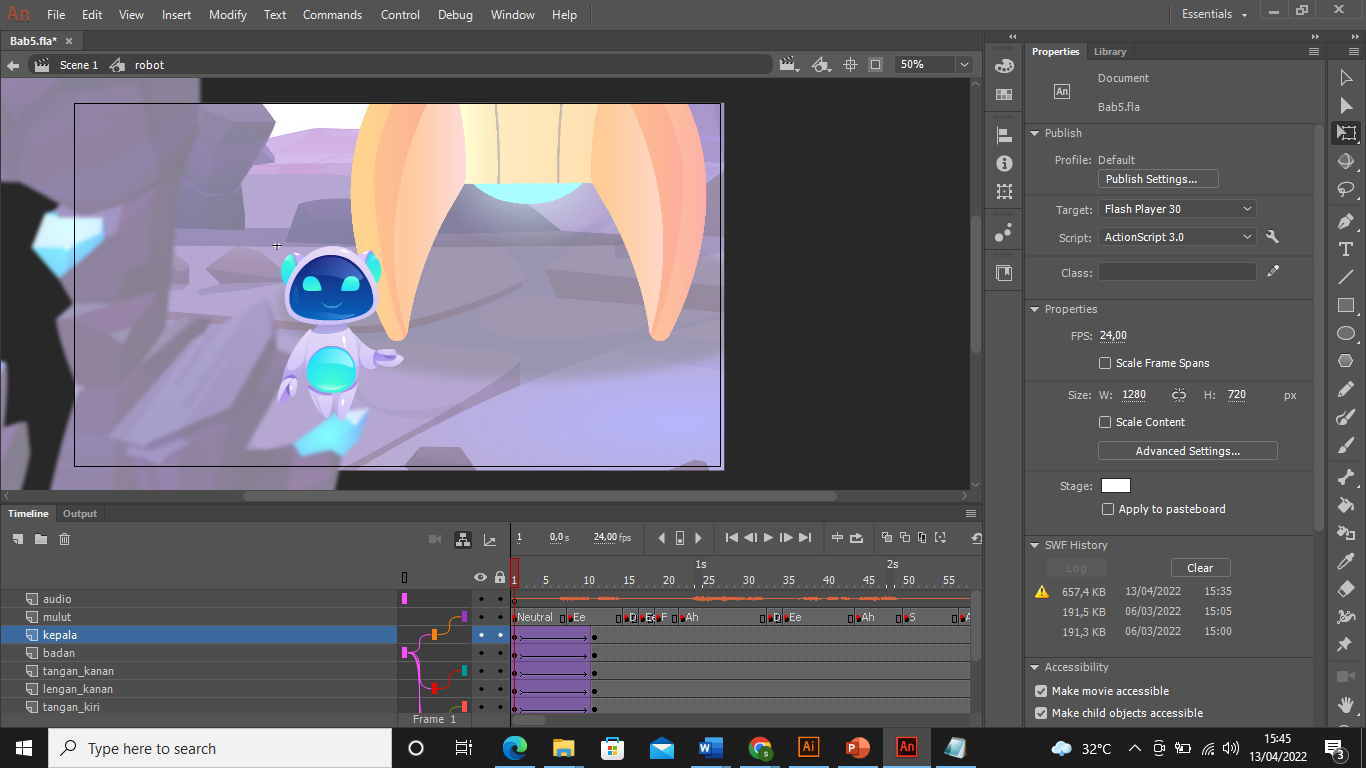 An File Edit View Insert Modify Text Commands Control Debug Window Help Essentials
Bab5.fla* ×
Scene 1 robot 50%
Properties Library
Document
An
Bab5.fla
Publish
Profile: Default
Publish Settings...
Target: Flash Player 30
Script: ActionScript 3.0
Class:
Properties
FPS: 24,00
Scale Frame Spans
Size: W: 1280 H: 720 px
Scale Content
Advanced Settings...
Stage:
Apply to pasteboard
SWF History
Log Clear
657,4 KB 13/04/2022 15:35
191,5 KB 06/03/2022 15:05
191,3 KB 06/03/2022 15:00
Accessibility
Make movie accessible
Make child objects accessible
Timeline Output
1 0,0 s 24,00 fps
1s 2s
1 5 10 15 20 25 30 35 40 45 50 55
audio
mulut Neutral Ee D Ee F Ah D Ee Ah S
kepala
badan
tangan_kanan
lengan_kanan
tangan_kiri
Frame 1
Type here to search
Ai An
32°C
15:45
13/04/2022
3